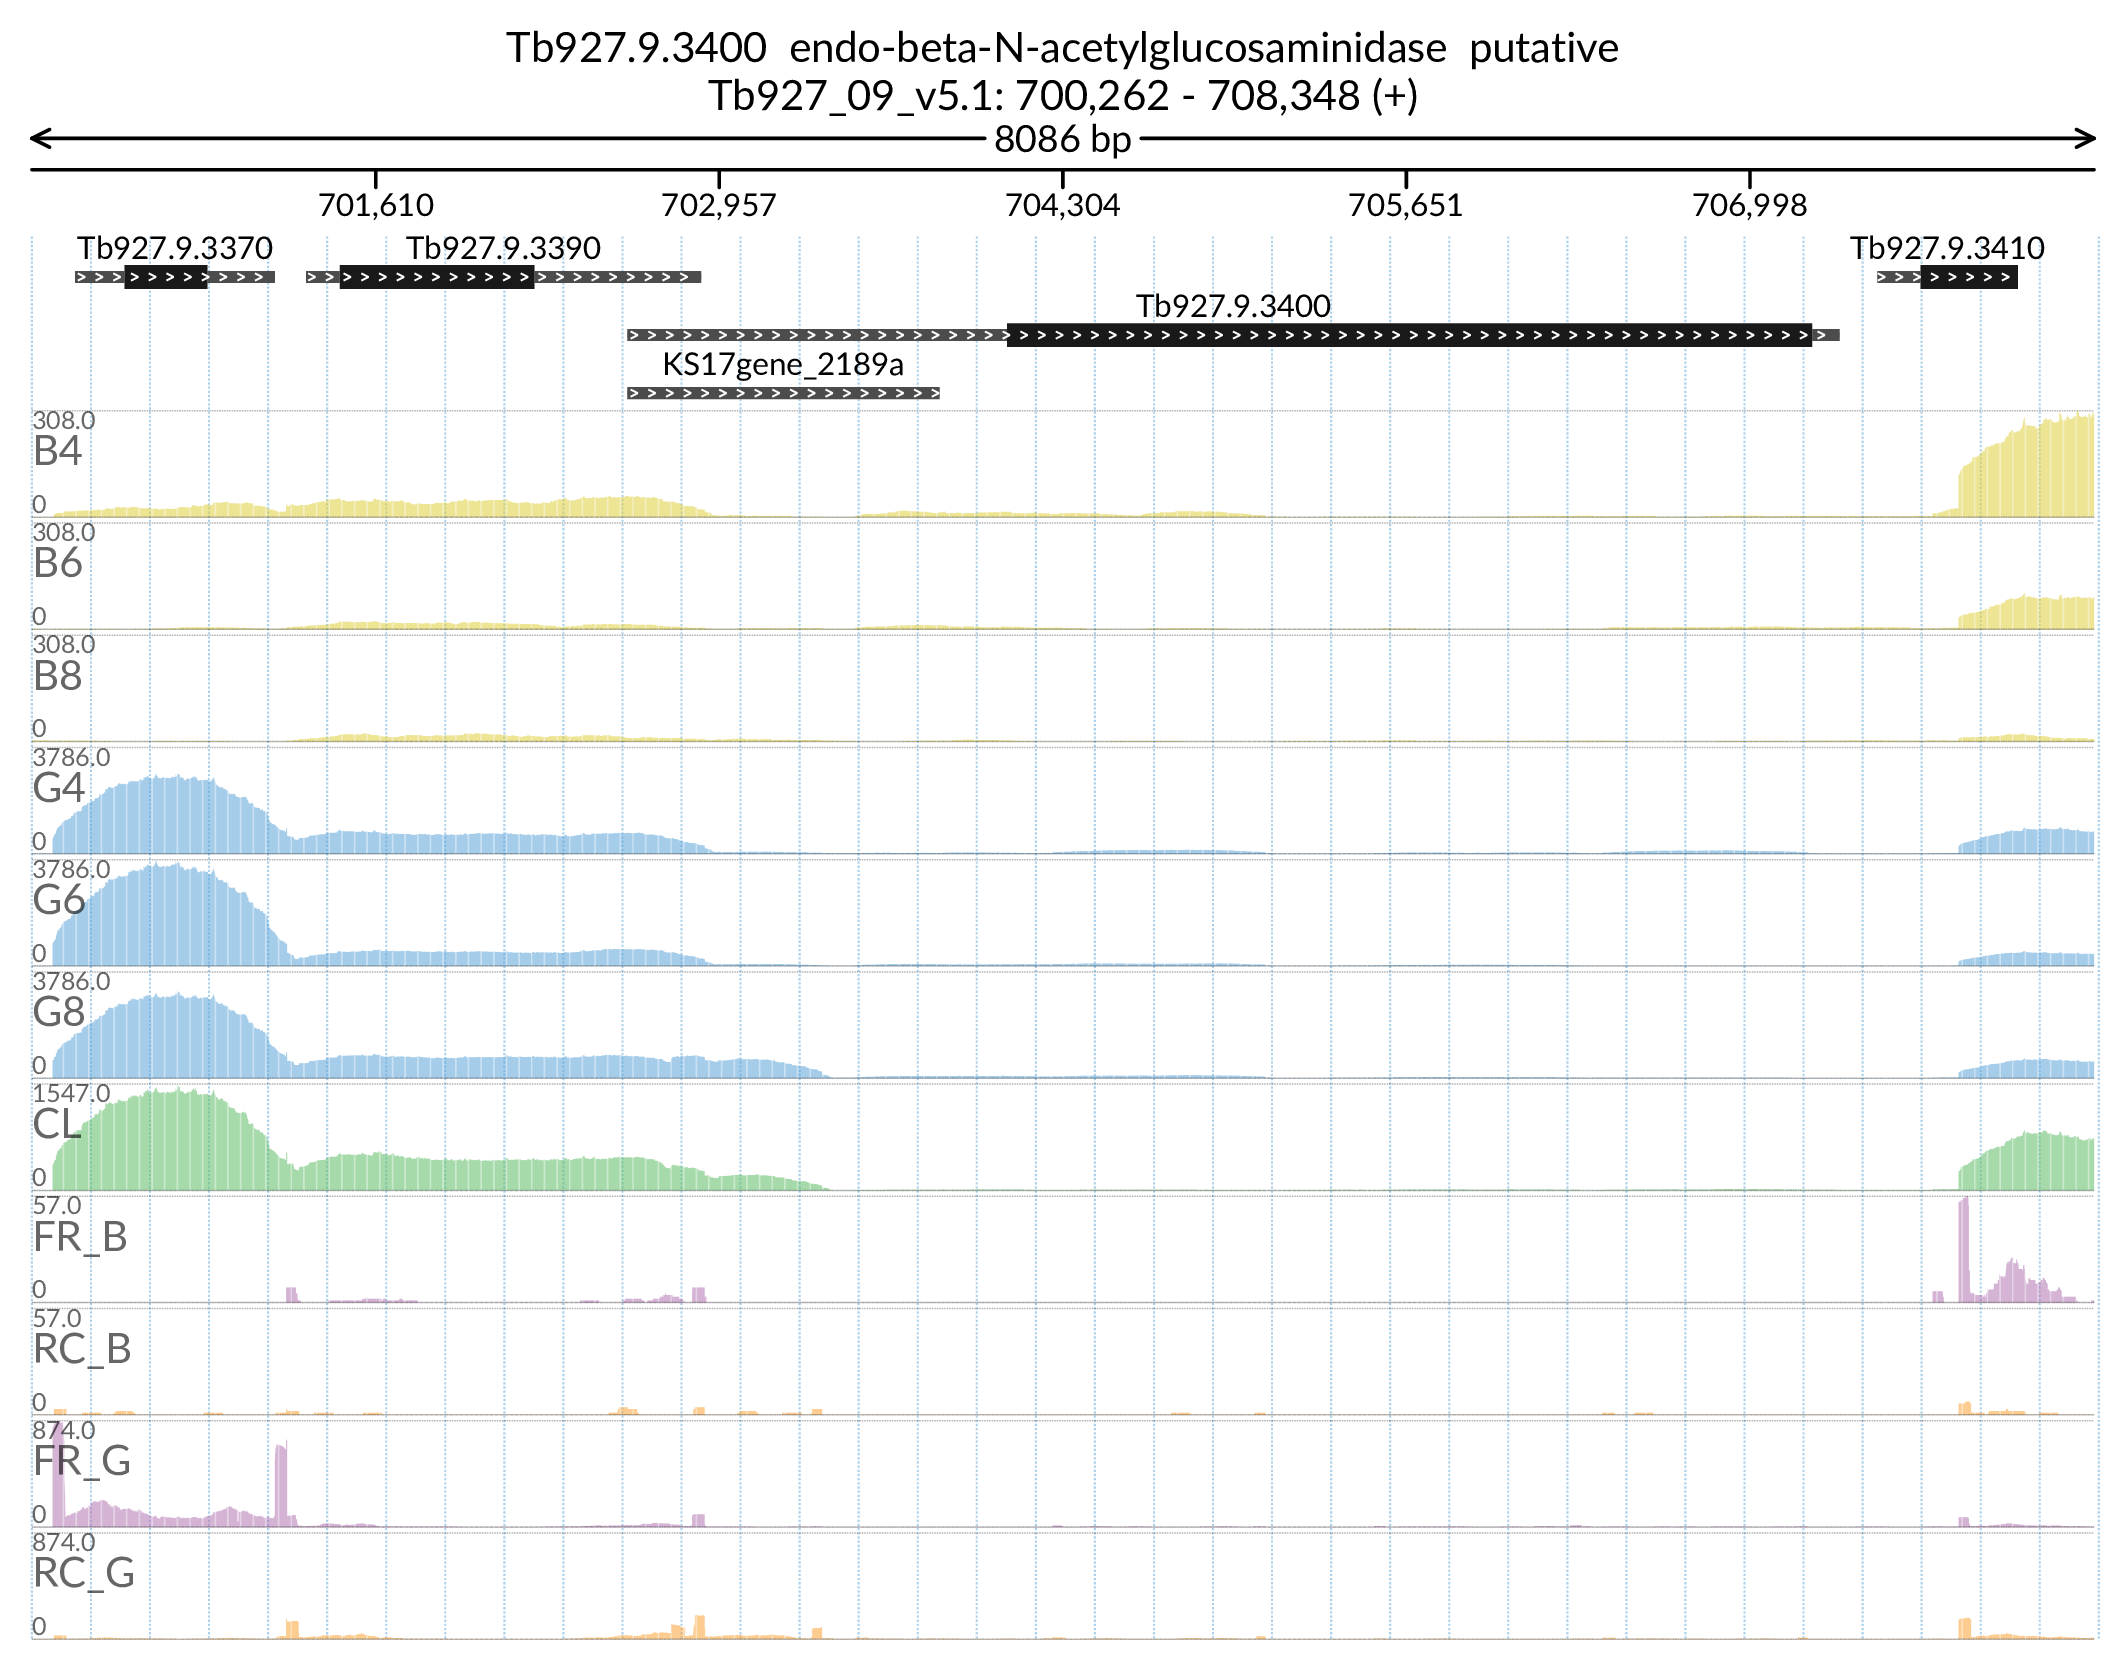 Tb927.9.3400 endo-beta-N-acetylglucosaminidase putative
Tb927_09_v5.1: 700,262 - 708,348 (+)
8086 bp
701,610 702,957 704,304 705,651 706,998
Tb927.9.3370 Tb927.9.3390 Tb927.9.3410
Tb927.9.3400
KS17gene_2189a
308.0
B4
0
308.0
B6
0
308.0
B8
0
3786.0
G4
0
3786.0
G6
0
3786.0
G8
0
1547.0
CL
0
57.0
FR_B
0
57.0
RC_B
0
874.0
FR_G
0
874.0
RC_G
0